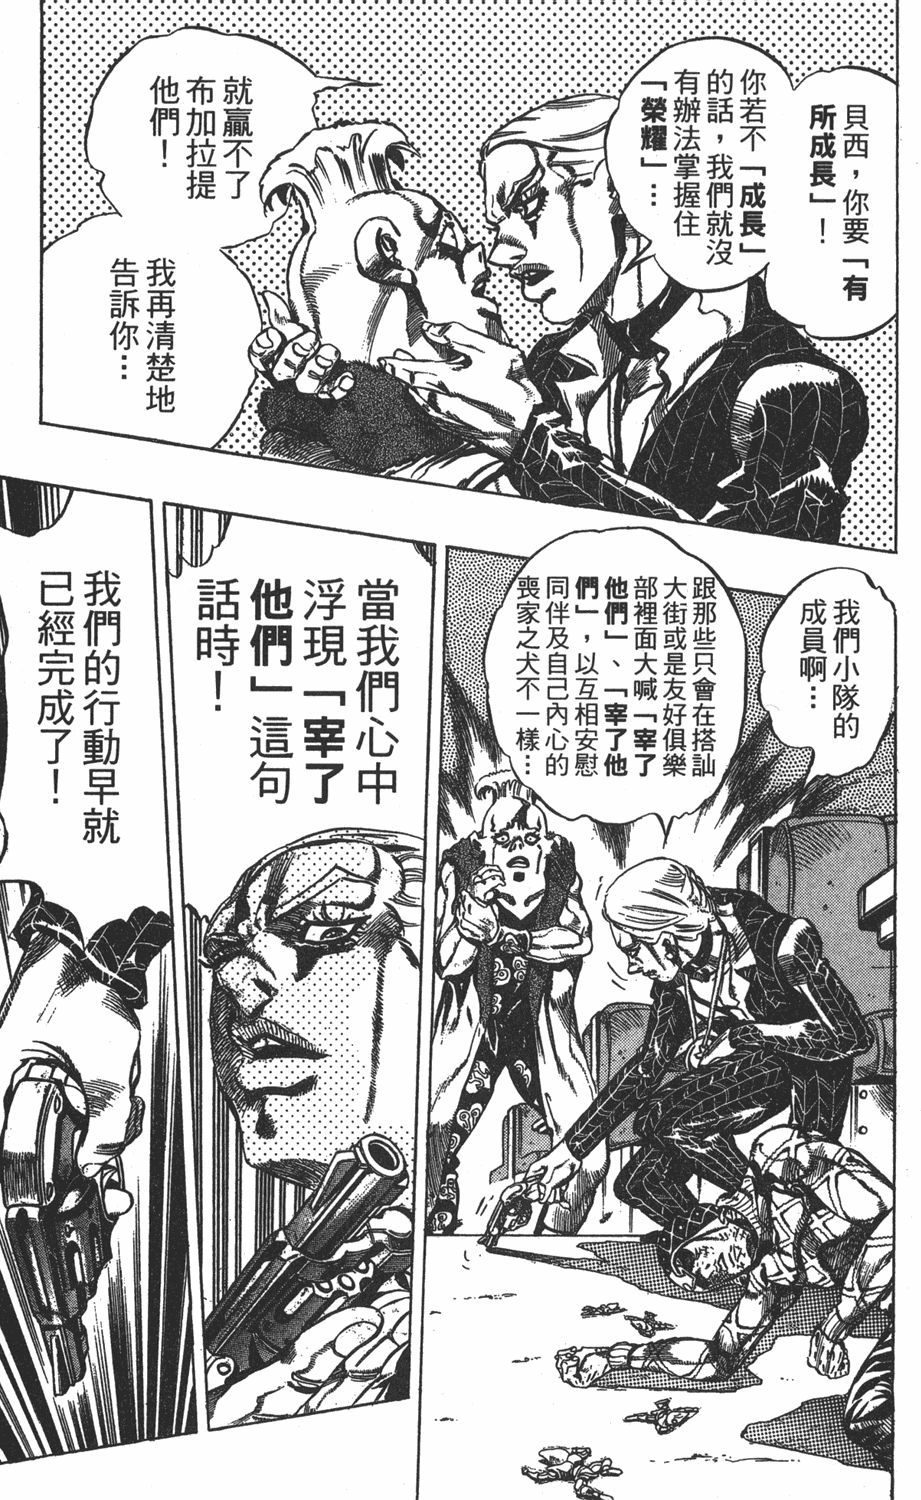 貝西，你要「有
所成長」！
你若不「成長」
的話，我們就沒
有辦法掌握住
「榮耀」…
就贏不了
布加拉提
他們！
我再清楚地
告訴你…
我們小隊的
成員啊…
跟那些只會在搭訕
大街或是友好俱樂
部裡面大喊「宰了
他們」、「宰了他
們」，以互相安慰
同伴及自己內心的
喪家之犬不一樣…
當我們心中
浮現「宰了
他們」這句
話時！
我們的行動早就
已經完成了！